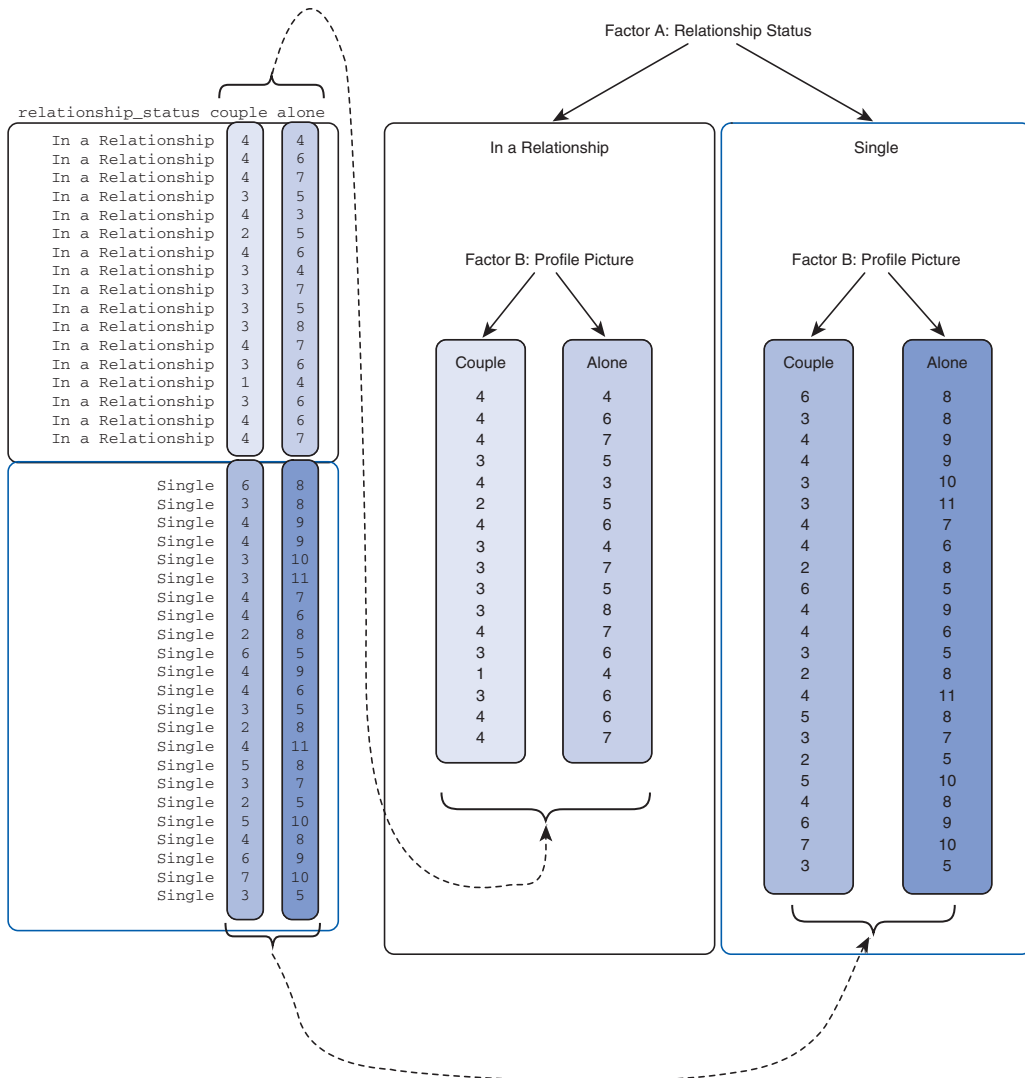 relationship_status couple alone
In a Relationship 4 4
In a Relationship 4 6
In a Relationship 4 7
In a Relationship 3 5
In a Relationship 4 3
In a Relationship 2 5
In a Relationship 4 6
In a Relationship 3 4
In a Relationship 3 7
In a Relationship 3 5
In a Relationship 3 8
In a Relationship 4 7
In a Relationship 3 6
In a Relationship 1 4
In a Relationship 3 6
In a Relationship 4 6
In a Relationship 4 7
Single 6 8
Single 3 8
Single 4 9
Single 4 9
Single 3 10
Single 3 11
Single 4 7
Single 4 6
Single 2 8
Single 6 5
Single 4 9
Single 4 6
Single 3 5
Single 2 8
Single 4 11
Single 5 8
Single 3 7
Single 2 5
Single 5 10
Single 4 8
Single 6 9
Single 7 10
Single 3 5
Factor A: Relationship Status
In a Relationship
Factor B: Profile Picture
Couple Alone
4 4
4 6
4 7
3 5
4 3
2 5
4 6
3 4
3 7
3 5
3 8
4 7
3 6
1 4
3 6
4 6
4 7
Single
Factor B: Profile Picture
Couple Alone
6 8
3 8
4 9
4 9
3 10
3 11
4 7
4 6
2 8
6 5
4 9
4 6
3 5
2 8
4 11
5 8
3 7
2 5
5 10
4 8
6 9
7 10
3 5